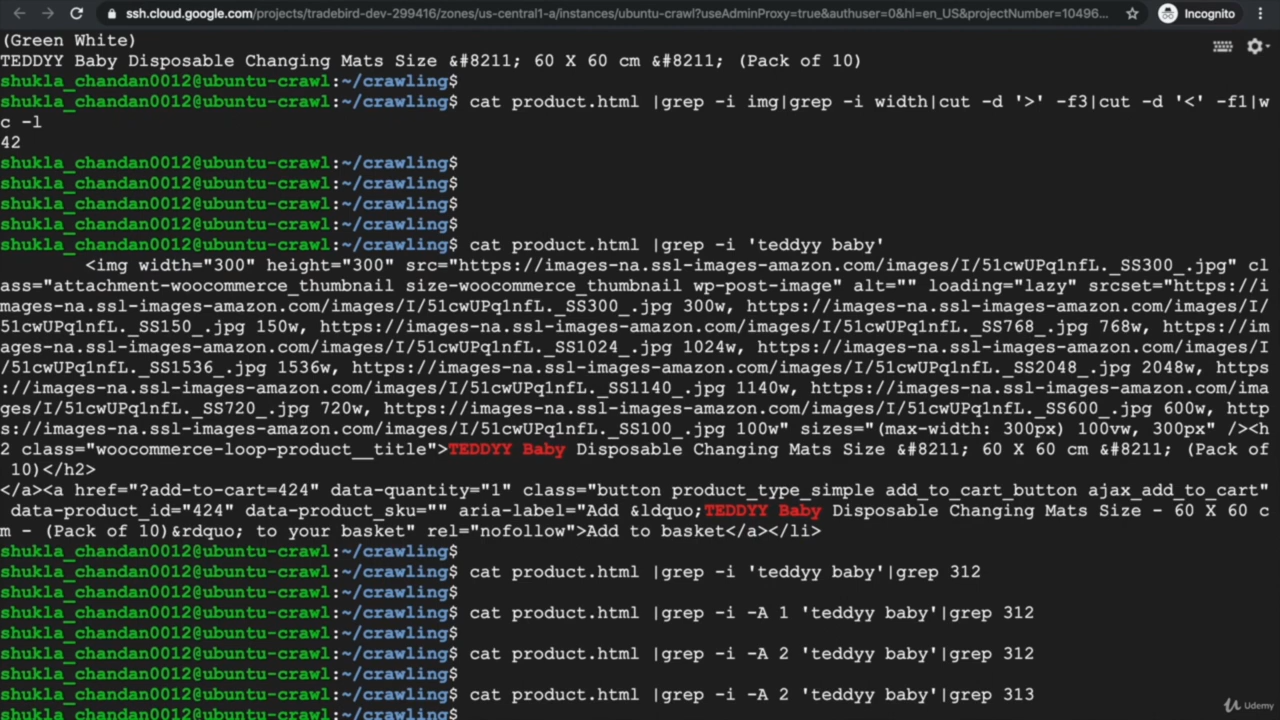 ssh.cloud.google.com/projects/tradebird-dev-299416/zones/us-central1-a/instances/ubuntu-crawl?useAdminProxy=true&authuser=0&hl=en_US&projectNumber=10496... Incognito
(Green White)
TEDDYY Baby Disposable Changing Mats Size &#8211; 60 X 60 cm &#8211; (Pack of 10)
shukla_chandan0012@ubuntu-crawl:~/crawling$
shukla_chandan0012@ubuntu-crawl:~/crawling$ cat product.html |grep -i img|grep -i width|cut -d '>' -f3|cut -d '<' -f1|w
c -l
42
shukla_chandan0012@ubuntu-crawl:~/crawling$
shukla_chandan0012@ubuntu-crawl:~/crawling$
shukla_chandan0012@ubuntu-crawl:~/crawling$
shukla_chandan0012@ubuntu-crawl:~/crawling$
shukla_chandan0012@ubuntu-crawl:~/crawling$ cat product.html |grep -i 'teddyy baby'
<img width="300" height="300" src="https://images-na.ssl-images-amazon.com/images/I/51cwUPq1nfL._SS300_.jpg" cl
ass="attachment-woocommerce_thumbnail size-woocommerce_thumbnail wp-post-image" alt="" loading="lazy" srcset="https://i
mages-na.ssl-images-amazon.com/images/I/51cwUPq1nfL._SS300_.jpg 300w, https://images-na.ssl-images-amazon.com/images/I/
51cwUPq1nfL._SS150_.jpg 150w, https://images-na.ssl-images-amazon.com/images/I/51cwUPq1nfL._SS768_.jpg 768w, https://im
ages-na.ssl-images-amazon.com/images/I/51cwUPq1nfL._SS1024_.jpg 1024w, https://images-na.ssl-images-amazon.com/images/I
/51cwUPq1nfL._SS1536_.jpg 1536w, https://images-na.ssl-images-amazon.com/images/I/51cwUPq1nfL._SS2048_.jpg 2048w, https
://images-na.ssl-images-amazon.com/images/I/51cwUPq1nfL._SS1140_.jpg 1140w, https://images-na.ssl-images-amazon.com/ima
ges/I/51cwUPq1nfL._SS720_.jpg 720w, https://images-na.ssl-images-amazon.com/images/I/51cwUPq1nfL._SS600_.jpg 600w, http
s://images-na.ssl-images-amazon.com/images/I/51cwUPq1nfL._SS100_.jpg 100w" sizes="(max-width: 300px) 100vw, 300px" /><h
2 class="woocommerce-loop-product__title">TEDDYY Baby Disposable Changing Mats Size &#8211; 60 X 60 cm &#8211; (Pack of
10)</h2>
</a><a href="?add-to-cart=424" data-quantity="1" class="button product_type_simple add_to_cart_button ajax_add_to_cart"
data-product_id="424" data-product_sku="" aria-label="Add &ldquo;TEDDYY Baby Disposable Changing Mats Size - 60 X 60 c
m - (Pack of 10)&rdquo; to your basket" rel="nofollow">Add to basket</a></li>
shukla_chandan0012@ubuntu-crawl:~/crawling$
shukla_chandan0012@ubuntu-crawl:~/crawling$ cat product.html |grep -i 'teddyy baby'|grep 312
shukla_chandan0012@ubuntu-crawl:~/crawling$
shukla_chandan0012@ubuntu-crawl:~/crawling$ cat product.html |grep -i -A 1 'teddyy baby'|grep 312
shukla_chandan0012@ubuntu-crawl:~/crawling$
shukla_chandan0012@ubuntu-crawl:~/crawling$ cat product.html |grep -i -A 2 'teddyy baby'|grep 312
shukla_chandan0012@ubuntu-crawl:~/crawling$
shukla_chandan0012@ubuntu-crawl:~/crawling$ cat product.html |grep -i -A 2 'teddyy baby'|grep 313
shukla_chandan0012@ubuntu-crawl:~/crawling$
Udemy